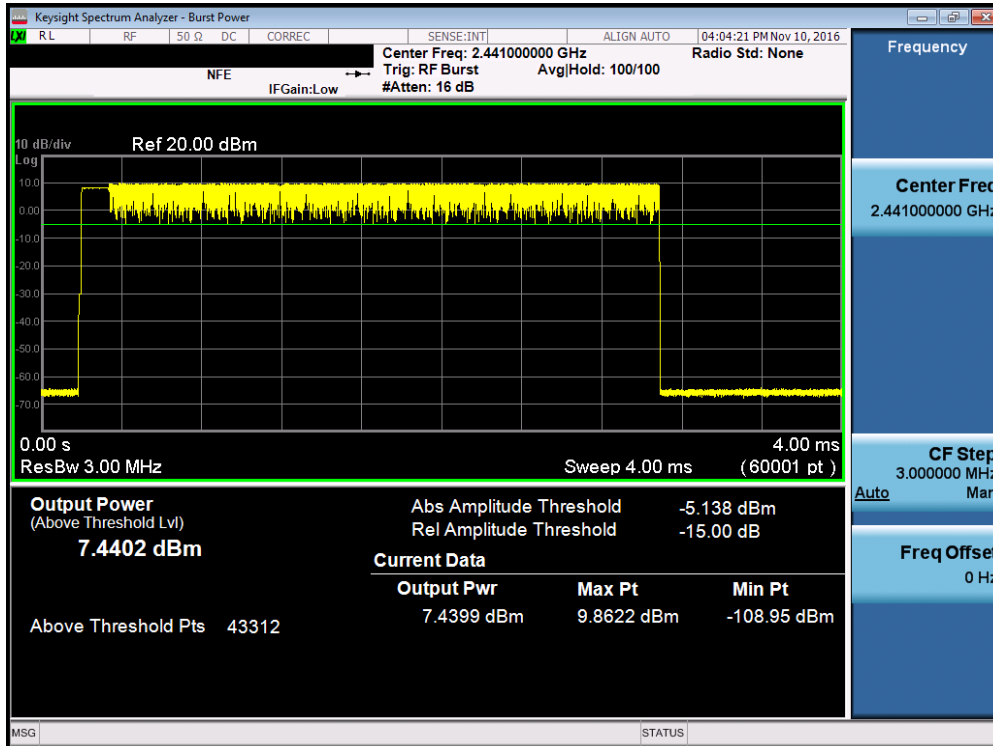 Keysight Spectrum Analyzer - Burst Power
LXI RL RF 50 Ω DC CORREC SENSE:INT ALIGN AUTO 04:04:21 PM Nov 10, 2016
Center Freq: 2.441000000 GHz Radio Std: None
NFE Trig: RF Burst Avg|Hold: 100/100
IFGain:Low #Atten: 16 dB
10 dB/div Ref 20.00 dBm
Log
10.0
0.00
-10.0
-20.0
-30.0
-40.0
-50.0
-60.0
-70.0
0.00 s 4.00 ms
ResBw 3.00 MHz Sweep 4.00 ms (60001 pt)
Output Power
(Above Threshold Lvl)
7.4402 dBm
Above Threshold Pts 43312
Abs Amplitude Threshold -5.138 dBm
Rel Amplitude Threshold -15.00 dB
Current Data
Output Pwr Max Pt Min Pt
7.4399 dBm 9.8622 dBm -108.95 dBm
Frequency
Center Freq
2.441000000 GHz
CF Step
3.000000 MHz
Auto Man
Freq Offset
0 Hz
MSG STATUS